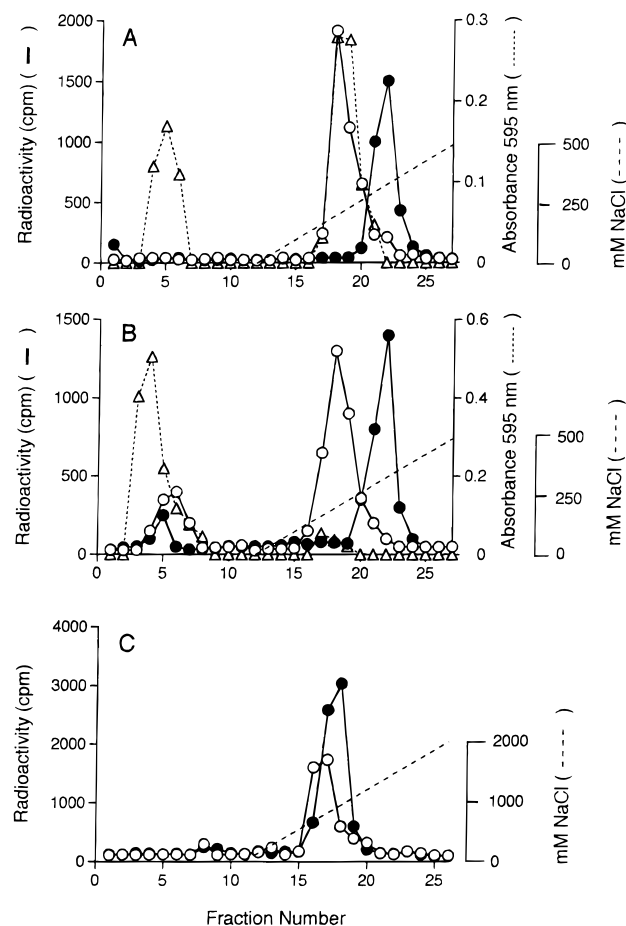 A
Radioactivity (cpm) ( — )
2000
1500
1000
500
0
0 5 10 15 20 25
0.3
0.2
0.1
0
Absorbance 595 nm ( ---- )
500
250
0
mM NaCl ( ---- )
B
Radioactivity (cpm) ( — )
1500
1000
500
0
0 5 10 15 20 25
0.6
0.4
0.2
0
Absorbance 595 nm ( ---- )
500
250
0
mM NaCl ( ---- )
C
Radioactivity (cpm)
4000
3000
2000
1000
0
0 5 10 15 20 25
2000
1000
0
mM NaCl ( ---- )
Fraction Number